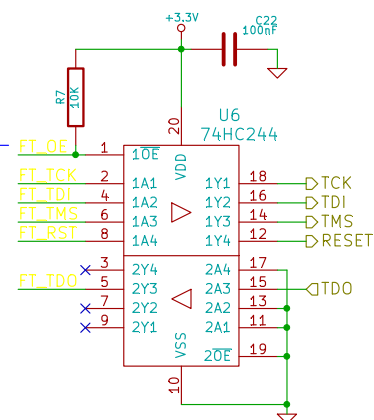 +3.3V
C22
100nF
R7
10K
U6
74HC244
20
VDD
FT_OE
1
1OE
FT_TCK
2
1A1
1Y1
18
TCK
FT_TDI
4
1A2
1Y2
16
TDI
FT_TMS
6
1A3
1Y3
14
TMS
FT_RST
8
1A4
1Y4
12
RESET
3
2Y4
2A4
17
FT_TDO
5
2Y3
2A3
15
TDO
7
2Y2
2A2
13
9
2Y1
2A1
11
2OE
19
VSS
10